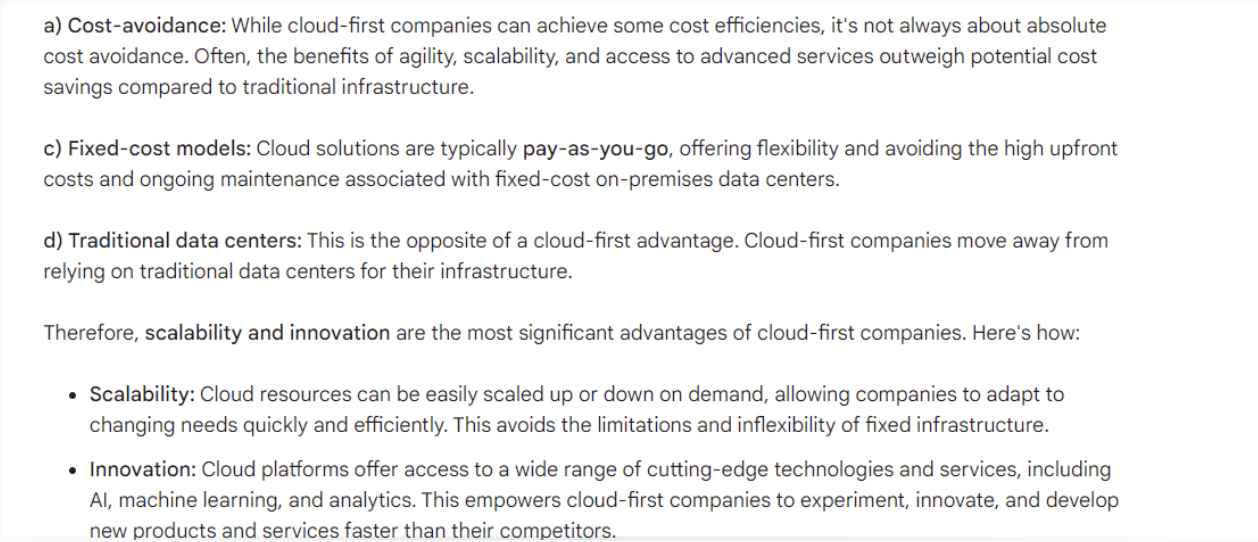 a) Cost-avoidance: While cloud-first companies can achieve some cost efficiencies, it's not always about absolute
cost avoidance. Often, the benefits of agility, scalability, and access to advanced services outweigh potential cost
savings compared to traditional infrastructure.
c) Fixed-cost models: Cloud solutions are typically pay-as-you-go, offering flexibility and avoiding the high upfront
costs and ongoing maintenance associated with fixed-cost on-premises data centers.
d) Traditional data centers: This is the opposite of a cloud-first advantage. Cloud-first companies move away from
relying on traditional data centers for their infrastructure.
Therefore, scalability and innovation are the most significant advantages of cloud-first companies. Here's how:
• Scalability: Cloud resources can be easily scaled up or down on demand, allowing companies to adapt to
changing needs quickly and efficiently. This avoids the limitations and inflexibility of fixed infrastructure.
• Innovation: Cloud platforms offer access to a wide range of cutting-edge technologies and services, including
AI, machine learning, and analytics. This empowers cloud-first companies to experiment, innovate, and develop
new products and services faster than their competitors.